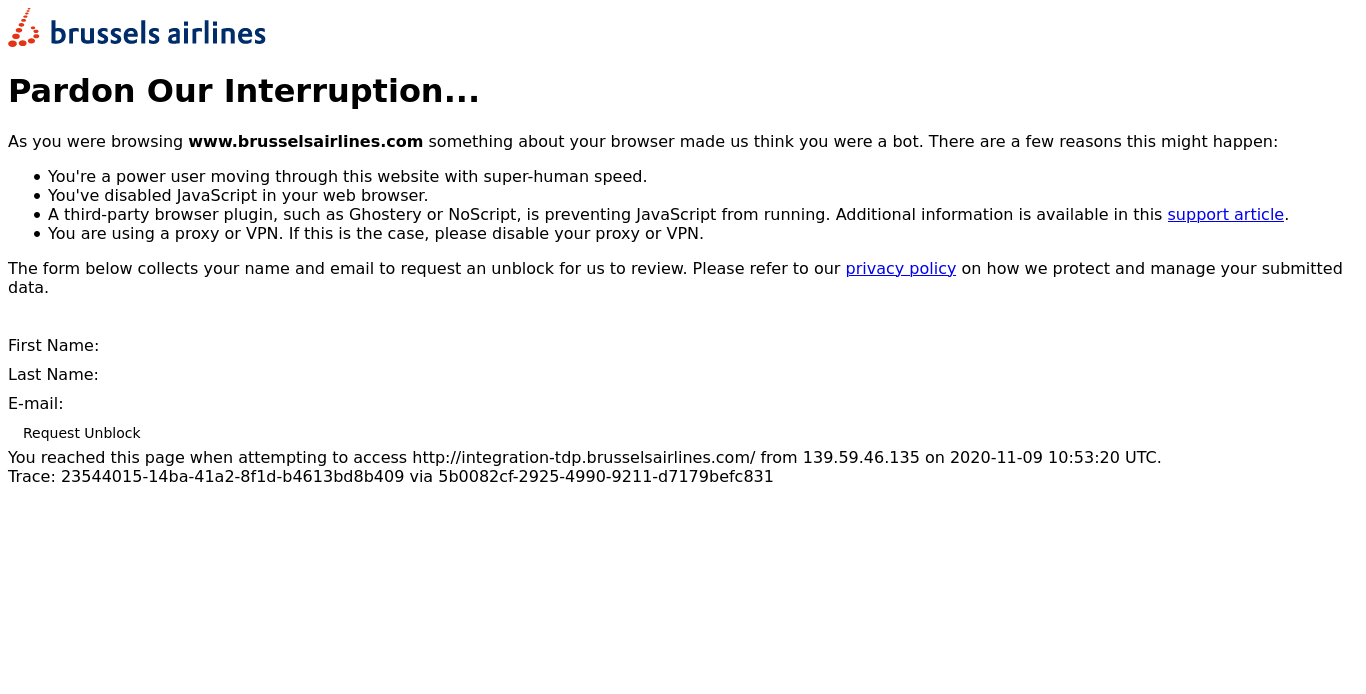 brussels airlines
Pardon Our Interruption...
As you were browsing www.brusselsairlines.com something about your browser made us think you were a bot. There are a few reasons this might happen:
You're a power user moving through this website with super-human speed.
You've disabled JavaScript in your web browser.
A third-party browser plugin, such as Ghostery or NoScript, is preventing JavaScript from running. Additional information is available in this support article.
You are using a proxy or VPN. If this is the case, please disable your proxy or VPN.
The form below collects your name and email to request an unblock for us to review. Please refer to our privacy policy on how we protect and manage your submitted
data.
First Name:
Last Name:
E-mail:
Request Unblock
You reached this page when attempting to access http://integration-tdp.brusselsairlines.com/ from 139.59.46.135 on 2020-11-09 10:53:20 UTC.
Trace: 23544015-14ba-41a2-8f1d-b4613bd8b409 via 5b0082cf-2925-4990-9211-d7179befc831